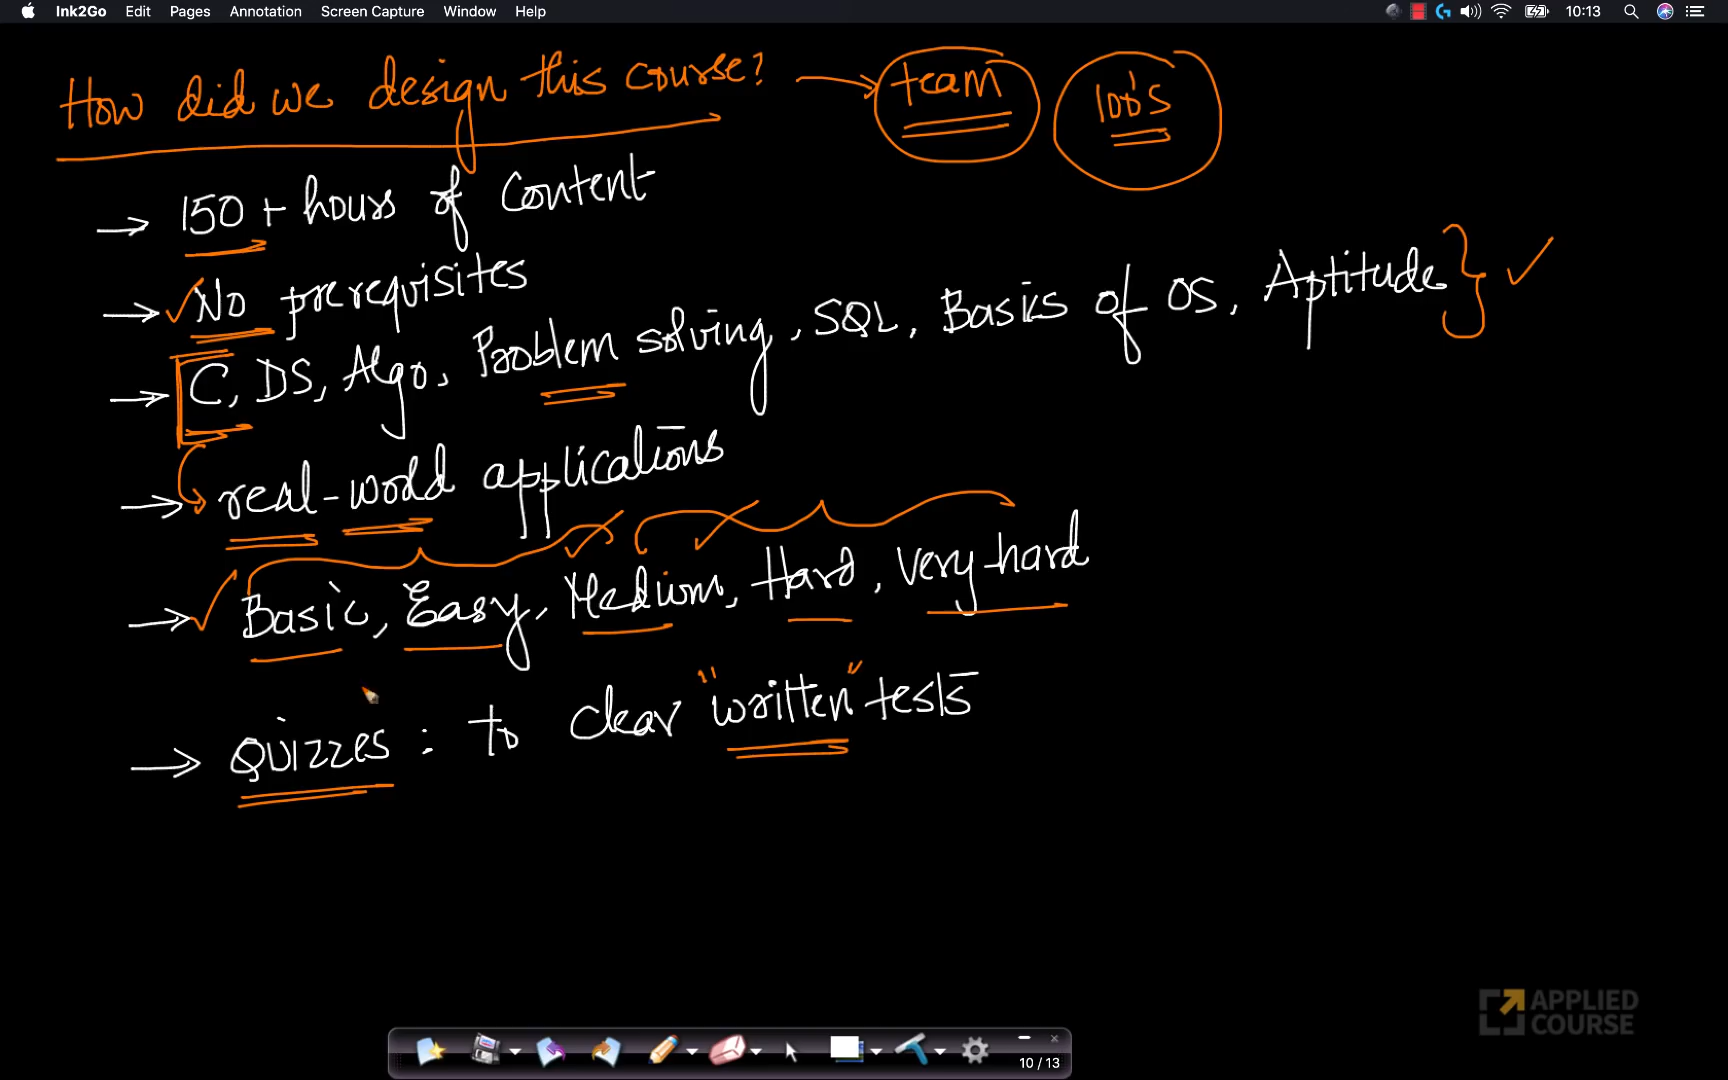 Ink2Go Edit Pages Annotation Screen Capture Window Help 10:13
How did we design this course? → team 100's
→ 150+ hours of Content
→ ✓ No prerequisites
→ C, DS, Algo, Problem solving, SQL, Basics of OS, Aptitude } ✓
→ real-world applications
→ ✓ Basic, Easy, Medium, Hard, Very-hard
→ QUIZZES : to clear "written" tests
APPLIED
COURSE
10 / 13